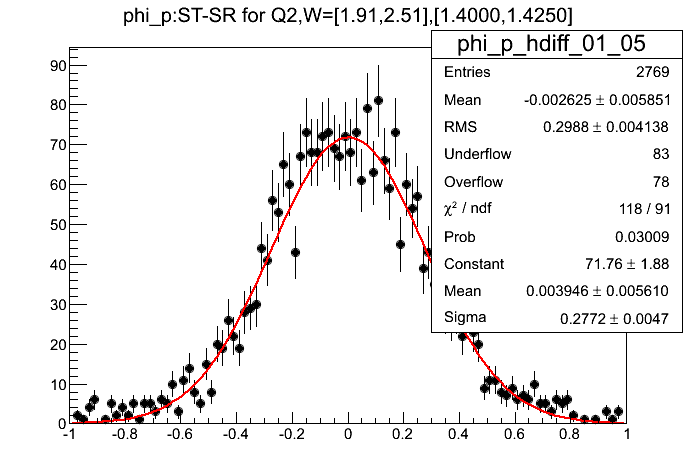 phi_p:ST-SR for Q2,W=[1.91,2.51],[1.4000,1.4250]
phi_p_hdiff_01_05
Entries 2769
Mean -0.002625 ± 0.005851
RMS 0.2988 ± 0.004138
Underflow 83
Overflow 78
χ² / ndf 118 / 91
Prob 0.03009
Constant 71.76 ± 1.88
Mean 0.003946 ± 0.005610
Sigma 0.2772 ± 0.0047
90
80
70
60
50
40
30
20
10
0
-1 -0.8 -0.6 -0.4 -0.2 0 0.2 0.4 0.6 0.8 1